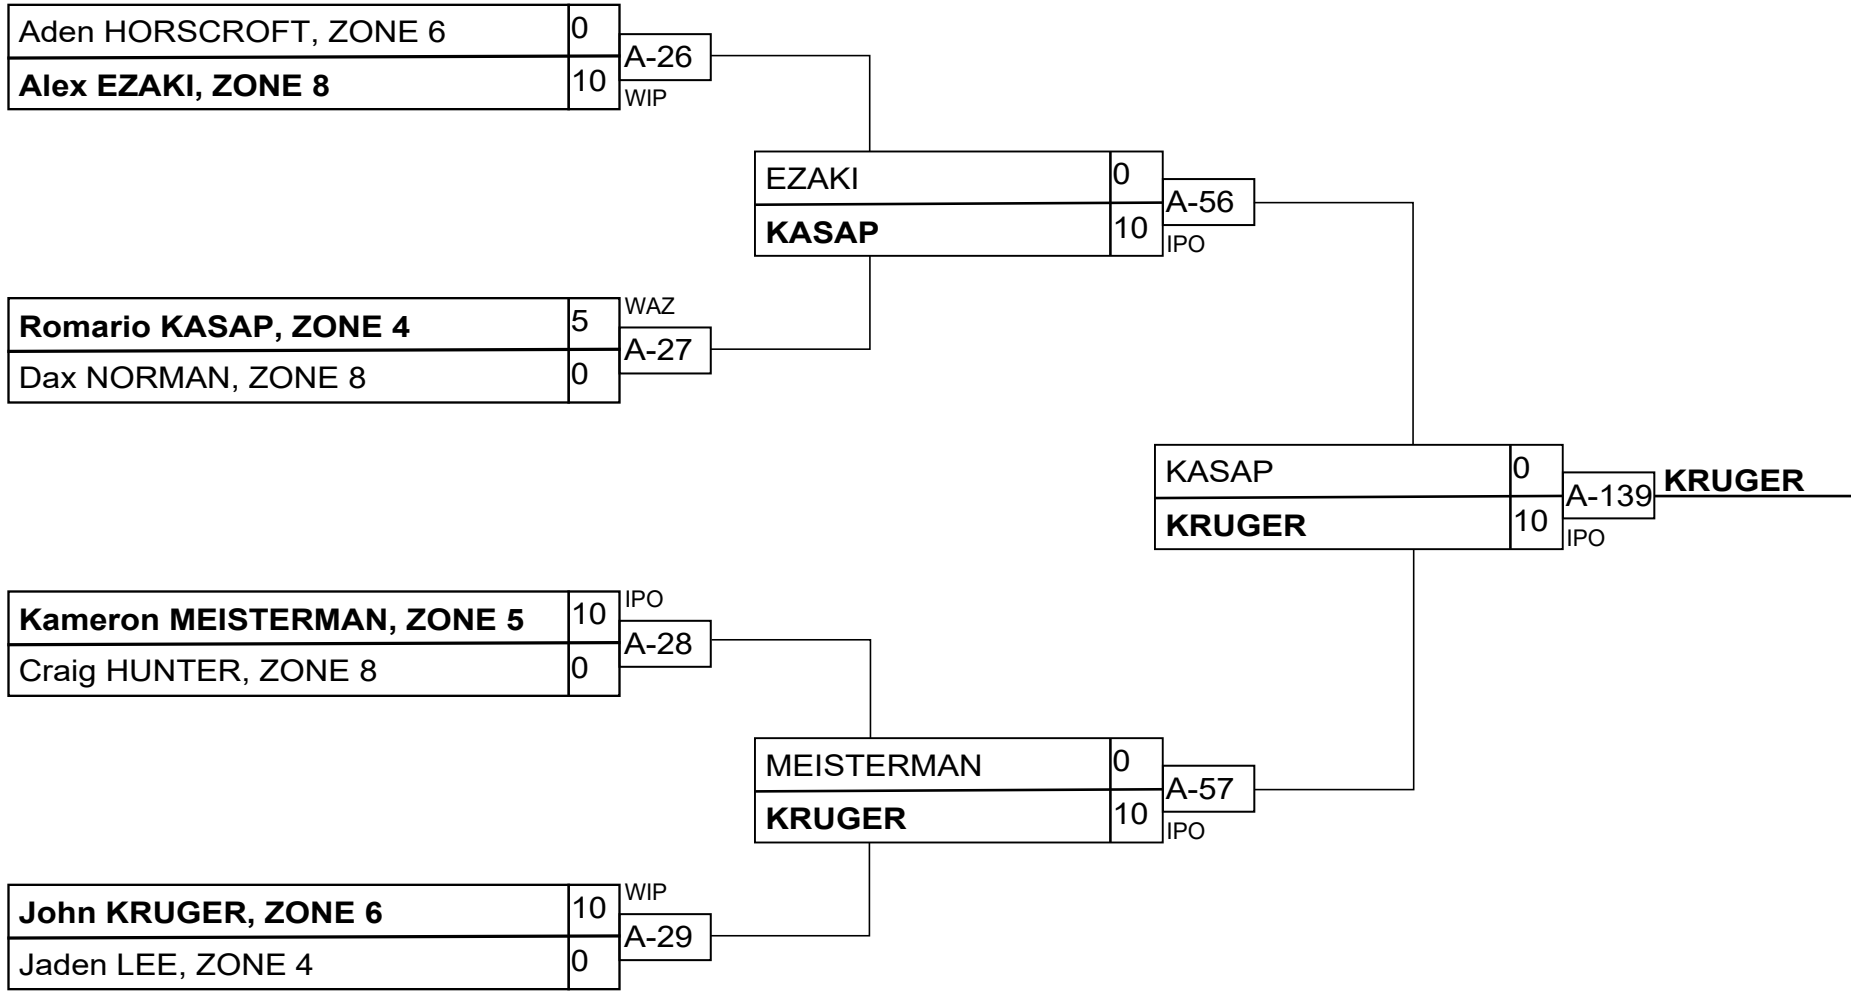 Aden HORSCROFT, ZONE 6 0
A-26
Alex EZAKI, ZONE 8 10
WIP
EZAKI 0
A-56
KASAP 10
IPO
WAZ
Romario KASAP, ZONE 4 5
A-27
Dax NORMAN, ZONE 8 0
KASAP 0
A-139 KRUGER
KRUGER 10
IPO
IPO
Kameron MEISTERMAN, ZONE 5 10
A-28
Craig HUNTER, ZONE 8 0
MEISTERMAN 0
A-57
KRUGER 10
IPO
WIP
John KRUGER, ZONE 6 10
A-29
Jaden LEE, ZONE 4 0